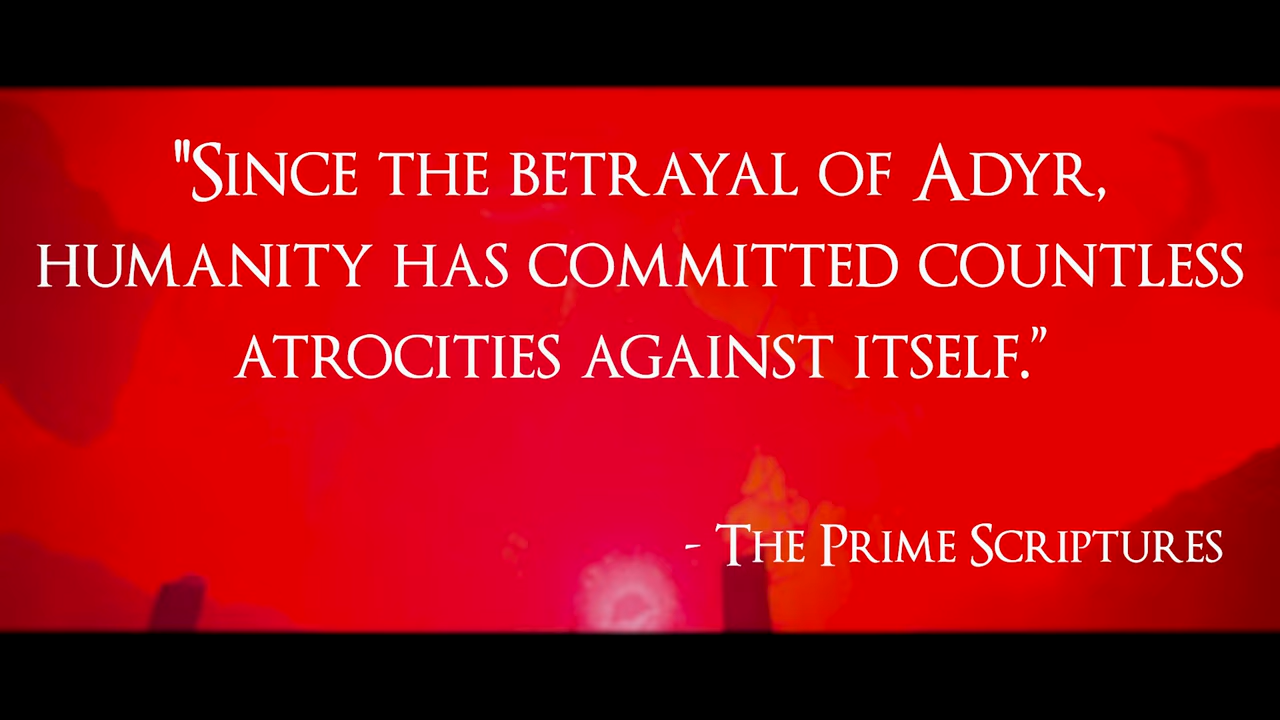 "Since the betrayal of Adyr,
humanity has committed countless
atrocities against itself.”
- The Prime Scriptures